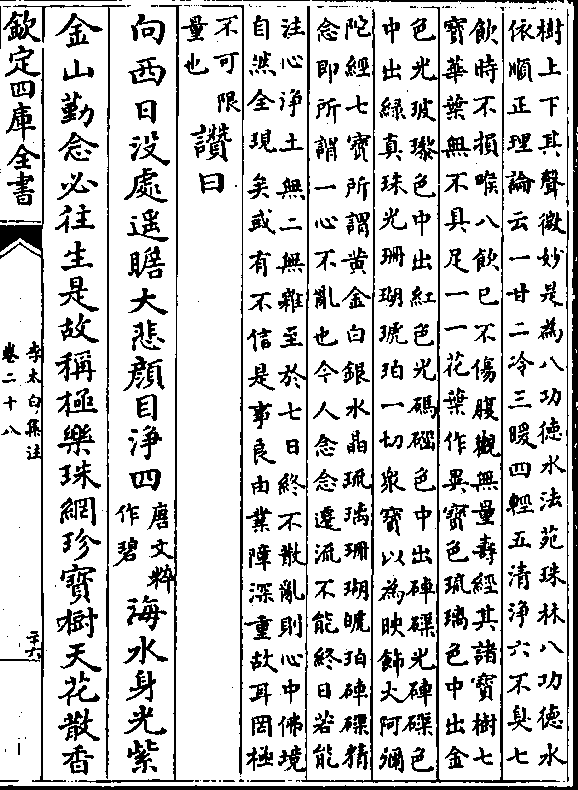 樹上下其聲微妙是為八功德水法苑珠林八功德水
依順正理論云一甘二冷三暖四輕五清淨六不臭七
飲時不損喉八飲已不傷腹觀無量壽經其諸寶樹七
寶華葉無不具足一一花葉作異寶色琉璃色中出金
色光玻瓈色中出紅色光碼碯色中出硨磲光硨磲色
中出緑真珠光珊瑚琥珀一切衆寶以為映飾大阿彌
陀經七寶所謂黄金白銀水晶琉璃珊瑚琥珀硨磲精
念即所謂一心不亂也今人念念遷流不能終日若能
注心淨土無二無雜至於七日終不散亂則心中佛境
自然全現矣或有不信是事良由業障深重故耳罔極
不可限
量也
讚曰
向西日没處遥瞻大悲顔目淨四唐文粹作碧海水身光紫
金山勤念必往生是故稱極樂珠網珍寶樹天花散香
欽定四庫全書
李太白集注
卷二十八
二十六